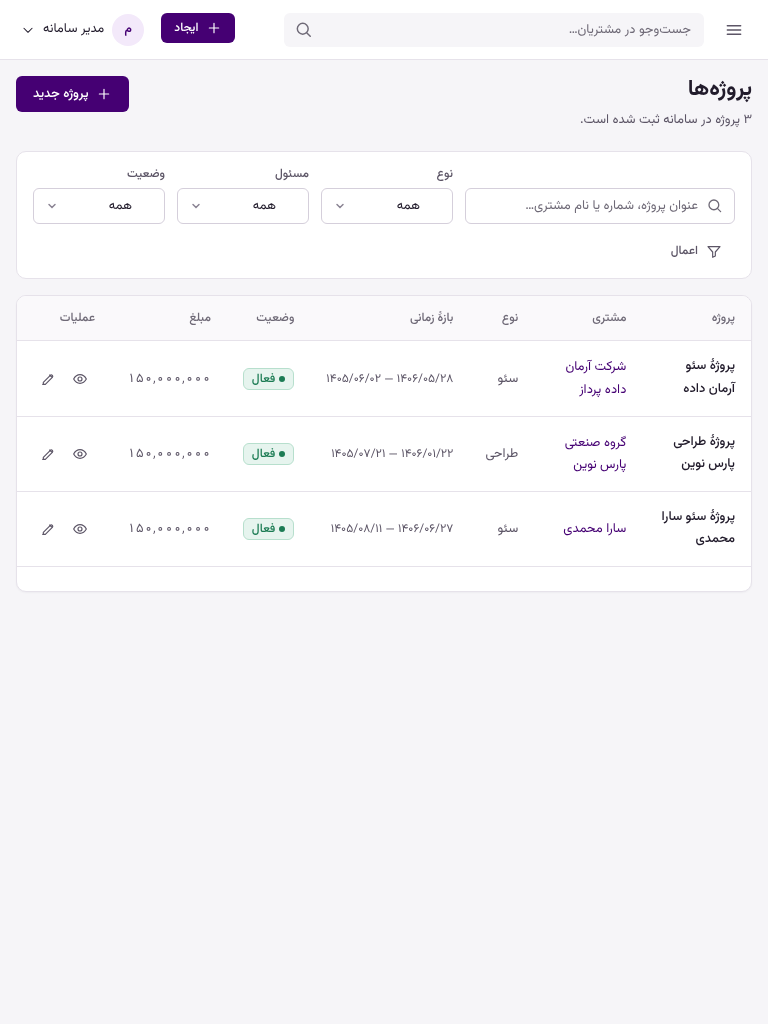 جست‌وجو در مشتریان...
ایجاد
م
مدیر سامانه
پروژه‌ها
۳ پروژه در سامانه ثبت شده است.
پروژه جدید
نوع
مسئول
وضعیت
عنوان پروژه، شماره یا نام مشتری...
همه
همه
همه
اعمال
پروژه مشتری نوع بازهٔ زمانی وضعیت مبلغ عملیات
پروژهٔ سئو
آرمان داده
شرکت آرمان
داده پرداز
سئو
۱۴۰۵/۰۶/۰۲ — ۱۴۰۶/۰۵/۲۸
فعال
۱۵۰,۰۰۰,۰۰۰
پروژهٔ طراحی
پارس نوین
گروه صنعتی
پارس نوین
طراحی
۱۴۰۵/۰۷/۲۱ — ۱۴۰۶/۰۱/۲۲
فعال
۱۵۰,۰۰۰,۰۰۰
پروژهٔ سئو سارا
محمدی
سارا محمدی
سئو
۱۴۰۵/۰۸/۱۱ — ۱۴۰۶/۰۶/۲۷
فعال
۱۵۰,۰۰۰,۰۰۰